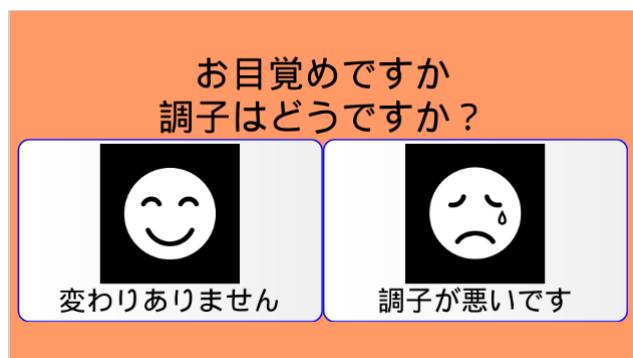 お目覚めですか
調子はどうですか？
変わりありません
調子が悪いです